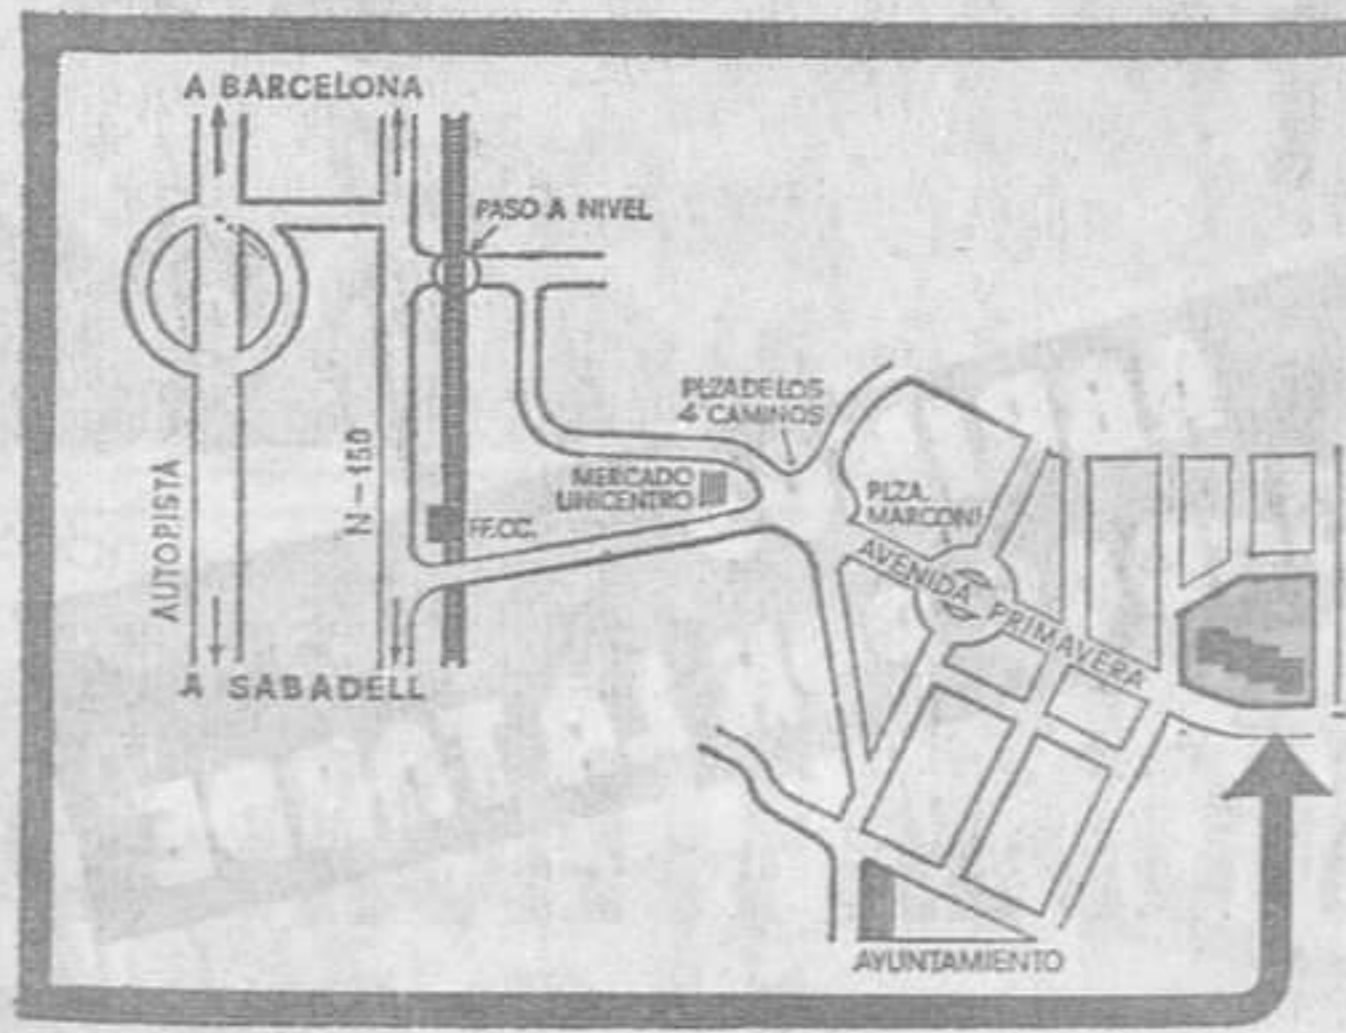 A BARCELONA
PASO A NIVEL
PLZA DE LOS
4 CAMINOS
MERCADO
UNICENTRO
PLZA.
MARCONI
N-150
AUTOPISTA
FF.CC.
AVENIDA PRIMAVERA
A SABADELL
AYUNTAMIENTO